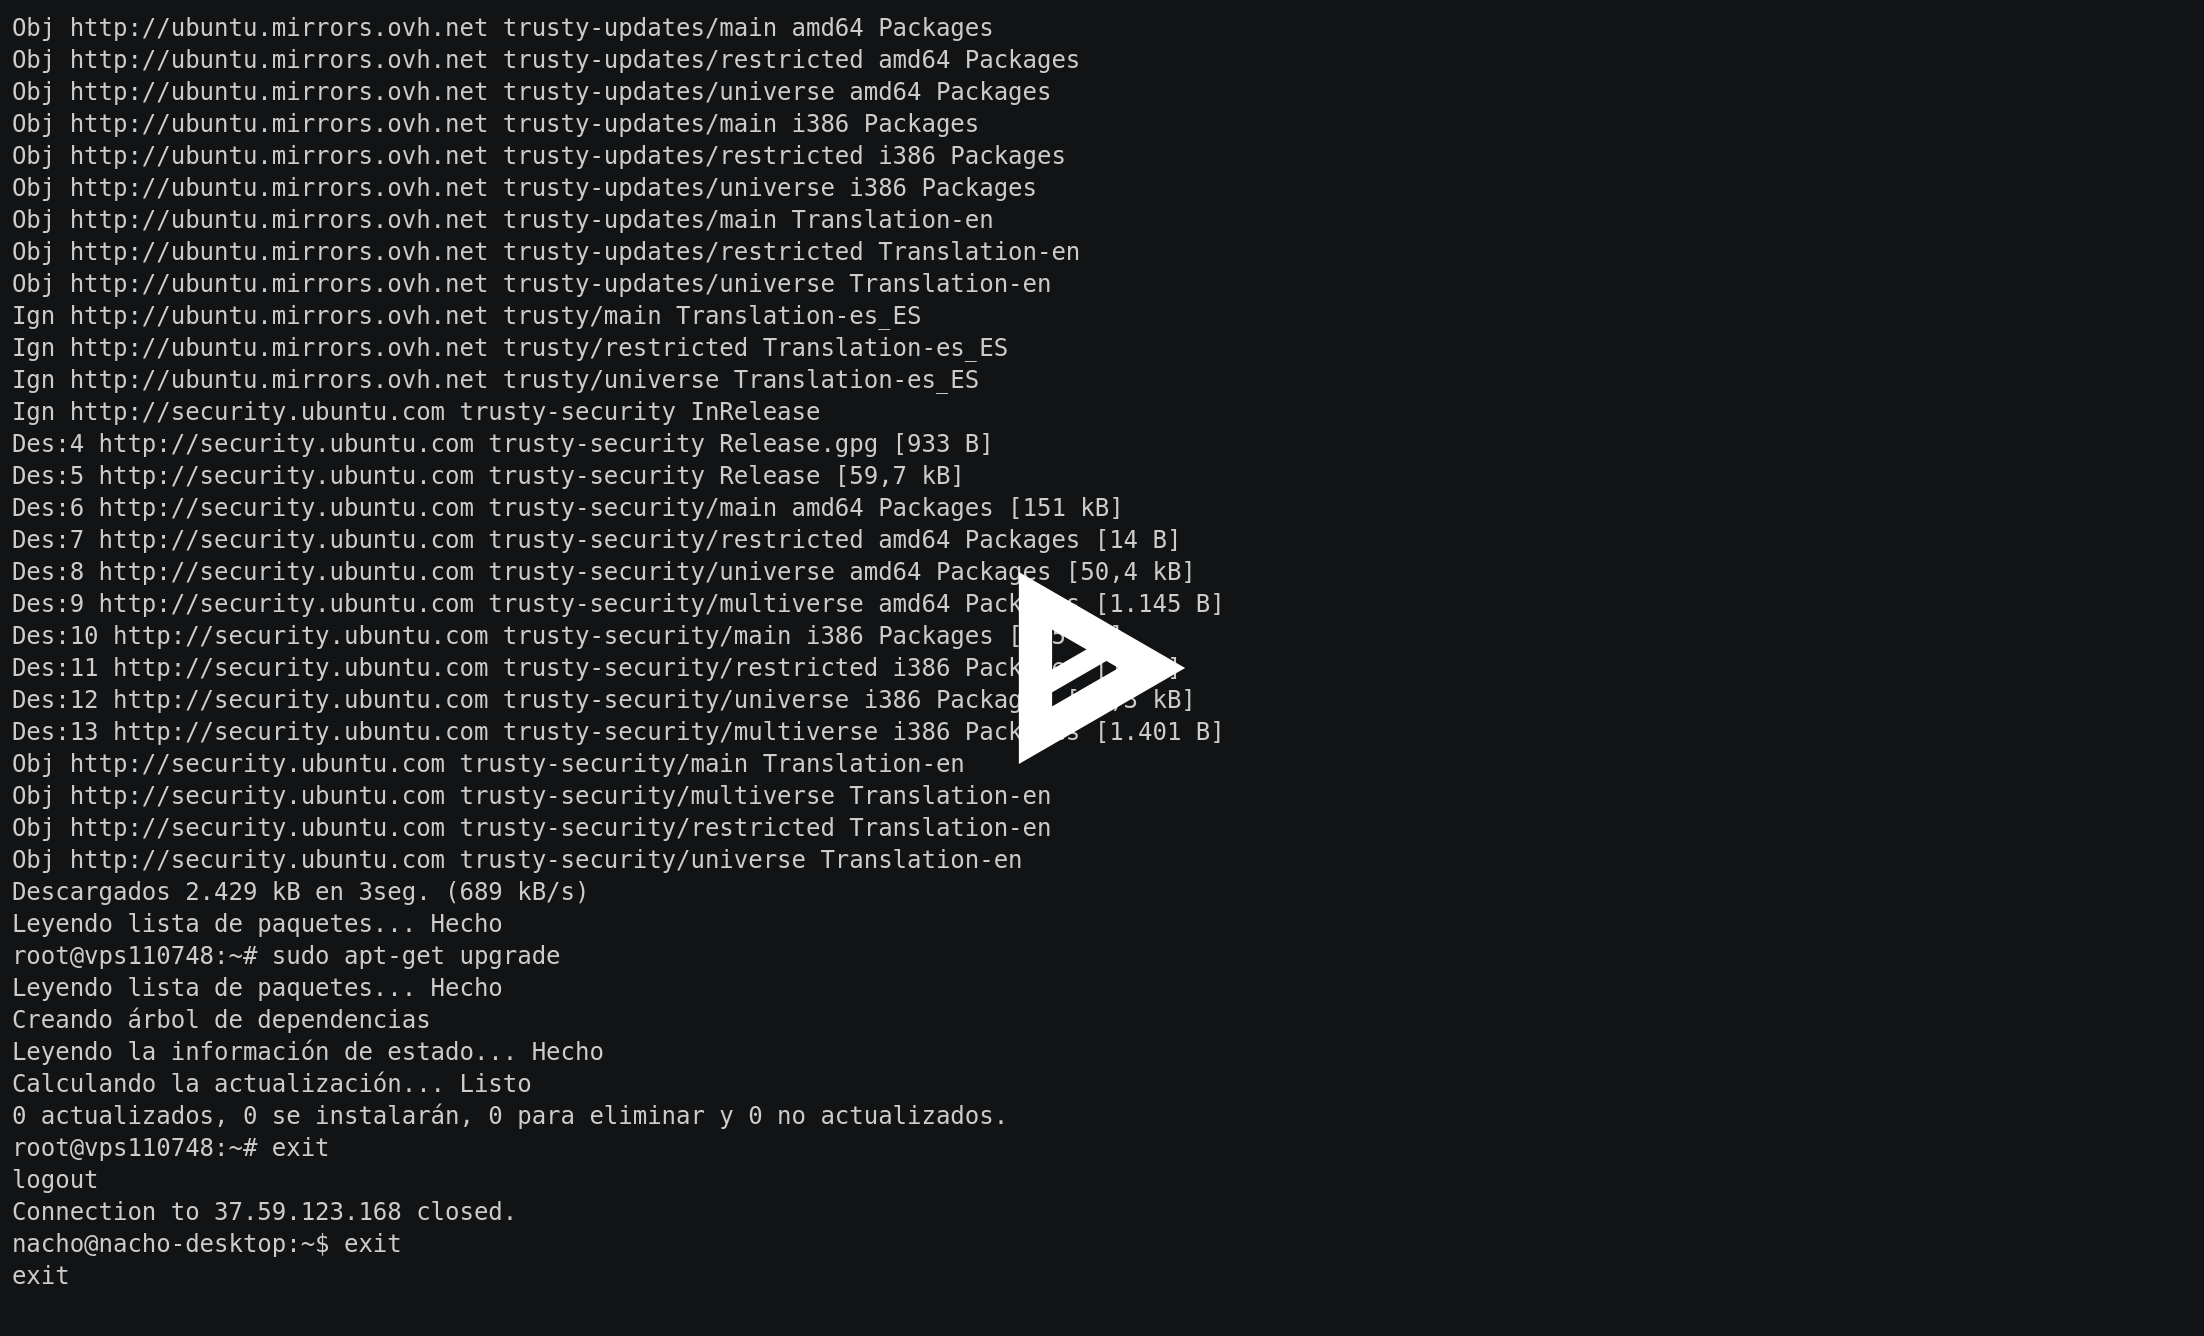 Obj http://ubuntu.mirrors.ovh.net trusty-updates/main amd64 Packages
Obj http://ubuntu.mirrors.ovh.net trusty-updates/restricted amd64 Packages
Obj http://ubuntu.mirrors.ovh.net trusty-updates/universe amd64 Packages
Obj http://ubuntu.mirrors.ovh.net trusty-updates/main i386 Packages
Obj http://ubuntu.mirrors.ovh.net trusty-updates/restricted i386 Packages
Obj http://ubuntu.mirrors.ovh.net trusty-updates/universe i386 Packages
Obj http://ubuntu.mirrors.ovh.net trusty-updates/main Translation-en
Obj http://ubuntu.mirrors.ovh.net trusty-updates/restricted Translation-en
Obj http://ubuntu.mirrors.ovh.net trusty-updates/universe Translation-en
Ign http://ubuntu.mirrors.ovh.net trusty/main Translation-es_ES
Ign http://ubuntu.mirrors.ovh.net trusty/restricted Translation-es_ES
Ign http://ubuntu.mirrors.ovh.net trusty/universe Translation-es_ES
Ign http://security.ubuntu.com trusty-security InRelease
Des:4 http://security.ubuntu.com trusty-security Release.gpg [933 B]
Des:5 http://security.ubuntu.com trusty-security Release [59,7 kB]
Des:6 http://security.ubuntu.com trusty-security/main amd64 Packages [151 kB]
Des:7 http://security.ubuntu.com trusty-security/restricted amd64 Packages [14 B]
Des:8 http://security.ubuntu.com trusty-security/universe amd64 Packages [50,4 kB]
Des:9 http://security.ubuntu.com trusty-security/multiverse amd64 Packages [1.145 B]
Des:10 http://security.ubuntu.com trusty-security/main i386 Packages
Des:11 http://security.ubuntu.com trusty-security/restricted i386 Packages
Des:12 http://security.ubuntu.com trusty-security/universe i386 Packages kB]
Des:13 http://security.ubuntu.com trusty-security/multiverse i386 Packages [1.401 B]
Obj http://security.ubuntu.com trusty-security/main Translation-en
Obj http://security.ubuntu.com trusty-security/multiverse Translation-en
Obj http://security.ubuntu.com trusty-security/restricted Translation-en
Obj http://security.ubuntu.com trusty-security/universe Translation-en
Descargados 2.429 kB en 3seg. (689 kB/s)
Leyendo lista de paquetes... Hecho
root@vps110748:~# sudo apt-get upgrade
Leyendo lista de paquetes... Hecho
Creando árbol de dependencias
Leyendo la información de estado... Hecho
Calculando la actualización... Listo
0 actualizados, 0 se instalarán, 0 para eliminar y 0 no actualizados.
root@vps110748:~# exit
logout
Connection to 37.59.123.168 closed.
nacho@nacho-desktop:~$ exit
exit